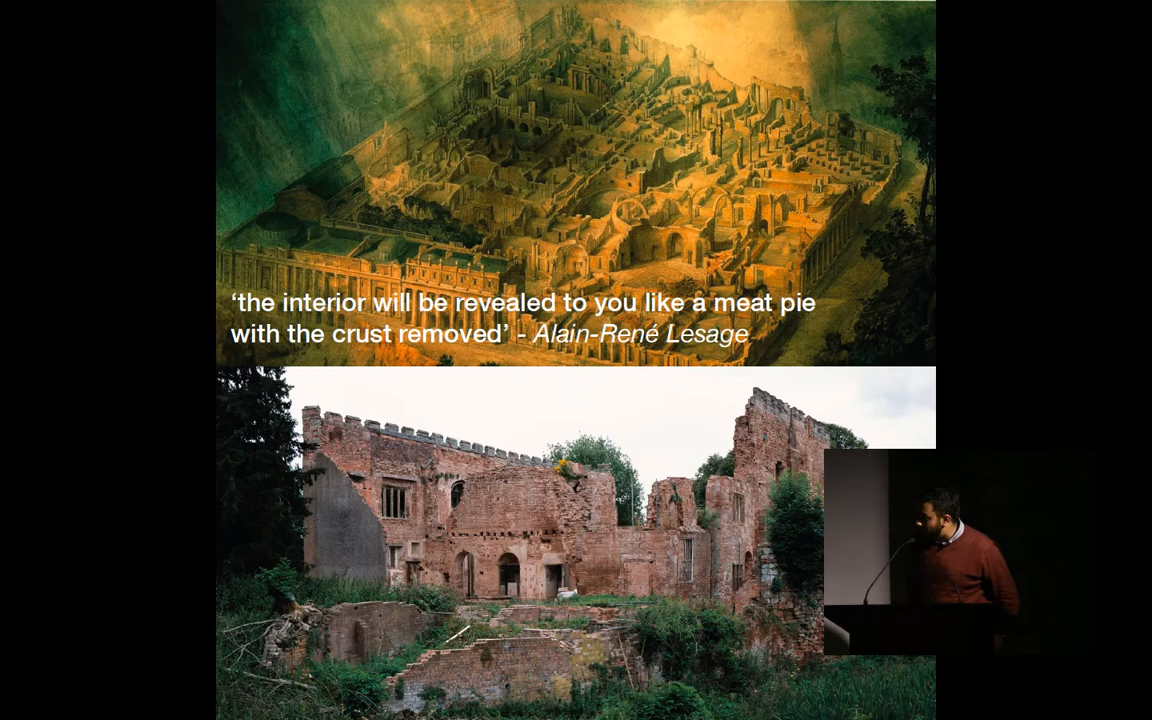 ‘the interior will be revealed to you like a meat pie
with the crust removed’ - Alain-René Lesage